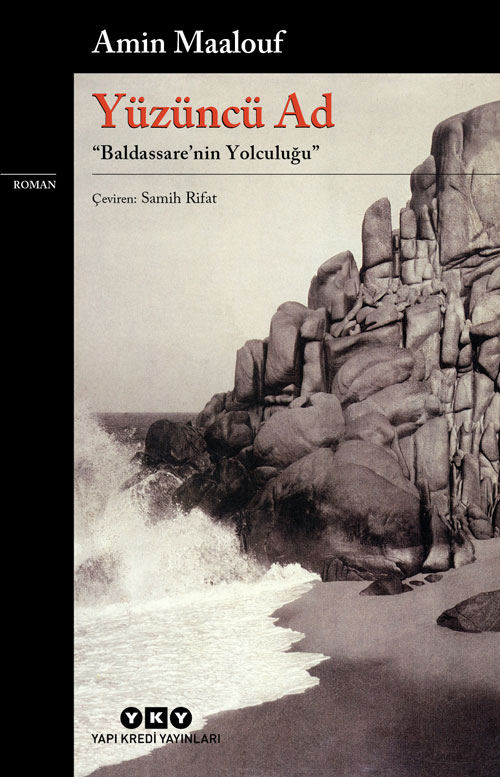 Amin Maalouf
Yüzüncü Ad
“Baldassare’nin Yolculuğu”
ROMAN
Çeviren: Samih Rifat
YKY
YAPI KREDİ YAYINLARI